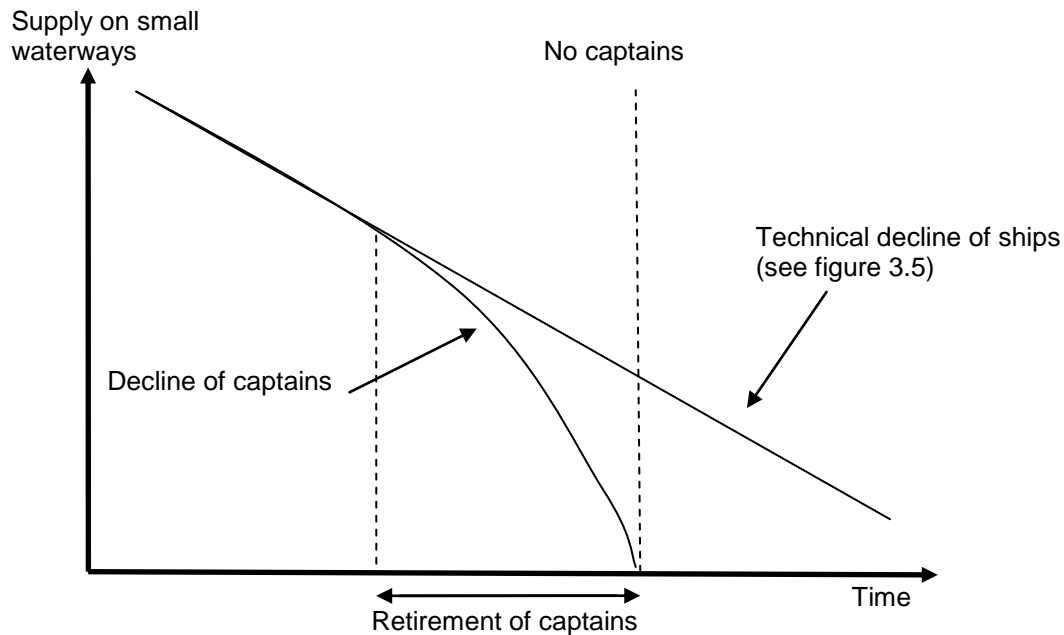 Supply on small
waterways
No captains
Technical decline of ships
(see figure 3.5)
Decline of captains
Time
Retirement of captains